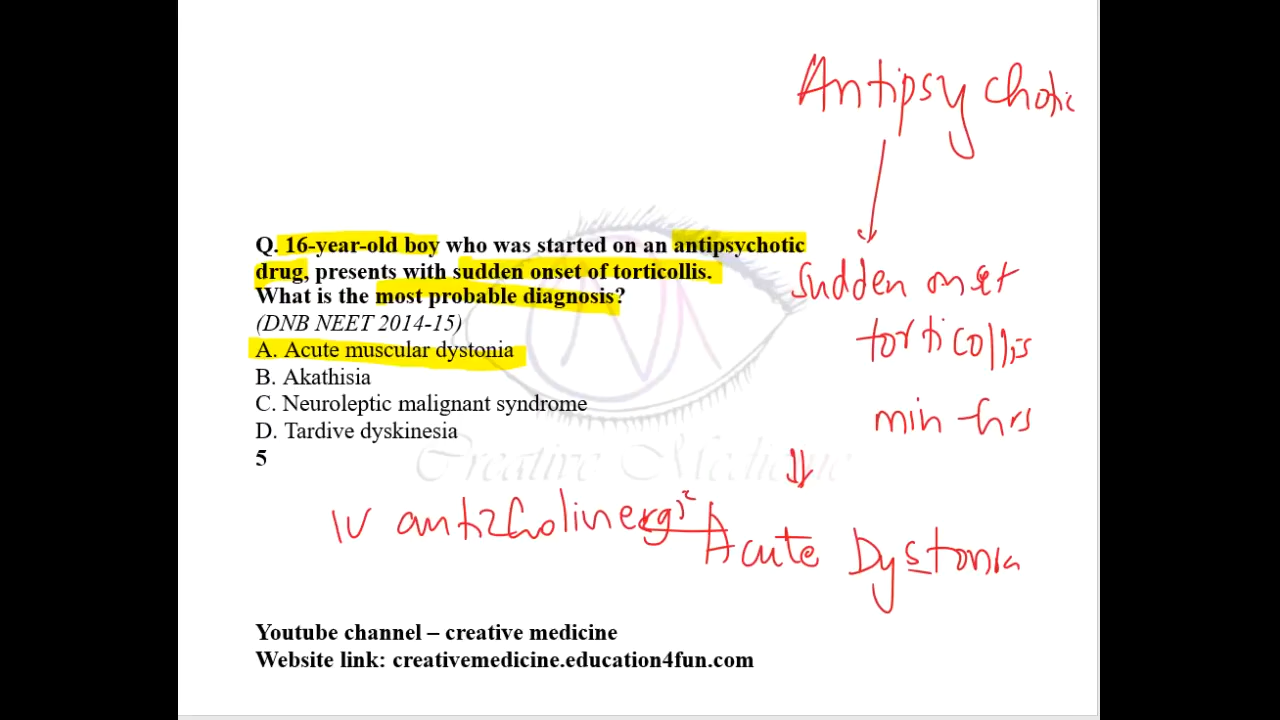 Antipsychotic
Q. 16-year-old boy who was started on an antipsychotic
drug, presents with sudden onset of torticollis.
What is the most probable diagnosis?
(DNB NEET 2014-15)
A. Acute muscular dystonia
B. Akathisia
C. Neuroleptic malignant syndrome
D. Tardive dyskinesia
5
sudden onset
torticollis
min-hrs
IV anticholinergic
Acute Dystonia
Creative Medicine
Youtube channel – creative medicine
Website link: creativemedicine.education4fun.com